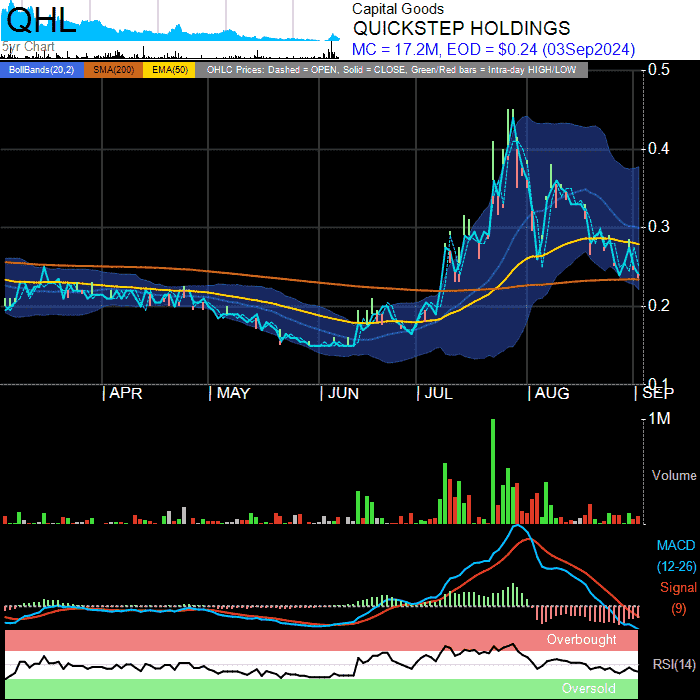 QHL
5yr Chart
Capital Goods
QUICKSTEP HOLDINGS
MC = 17.2M, EOD = $0.24 (03Sep2024)
BollBands(20,2) SMA(200) EMA(50) OHLC Prices: Dashed = OPEN, Solid = CLOSE, Green/Red bars = Intra-day HIGH/LOW
0.5
0.4
0.3
0.2
0.1
APR MAY JUN JUL AUG SEP
1M
Volume
MACD
(12-26)
Signal
(9)
Overbought
RSI(14)
Oversold